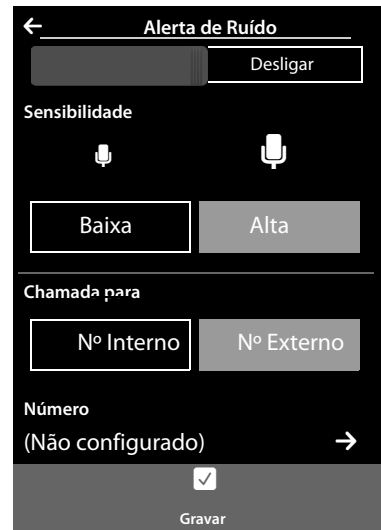 Alerta de Ruído
Desligar
Sensibilidade
Baixa Alta
Chamada para
Nº Interno Nº Externo
Número
(Não configurado)
Gravar